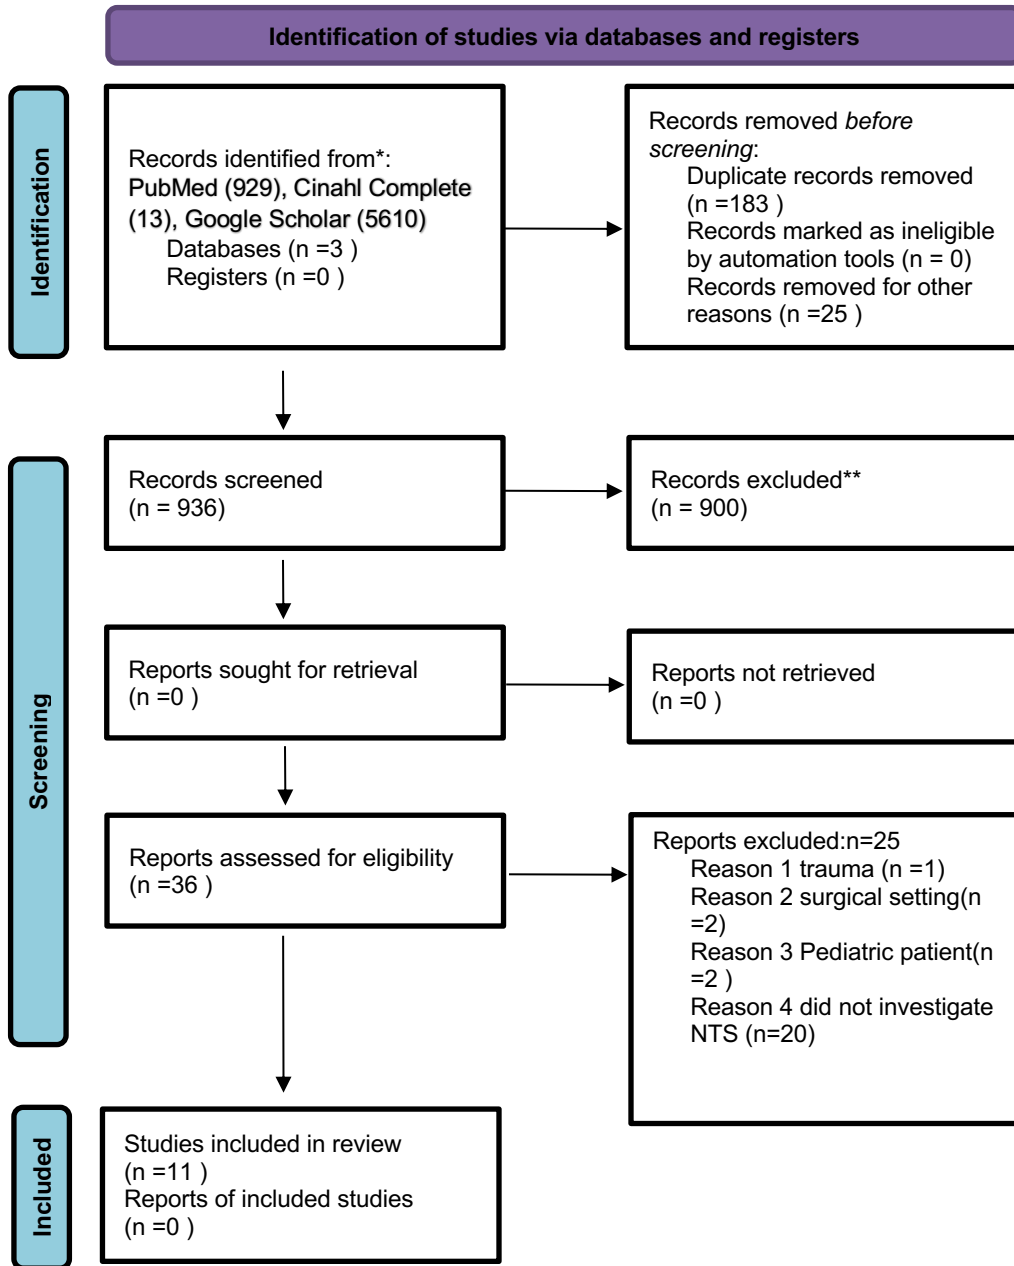 Identification of studies via databases and registers
Identification
Records identified from*:
PubMed (929), Cinahl Complete
(13), Google Scholar (5610)
Databases (n =3 )
Registers (n =0 )
Records removed before
screening:
Duplicate records removed
(n =183 )
Records marked as ineligible
by automation tools (n = 0)
Records removed for other
reasons (n =25 )
Screening
Records screened
(n = 936)
Records excluded**
(n = 900)
Reports sought for retrieval
(n =0 )
Reports not retrieved
(n =0 )
Reports assessed for eligibility
(n =36 )
Reports excluded:n=25
Reason 1 trauma (n =1)
Reason 2 surgical setting(n
=2)
Reason 3 Pediatric patient(n
=2 )
Reason 4 did not investigate
NTS (n=20)
Included
Studies included in review
(n =11 )
Reports of included studies
(n =0 )